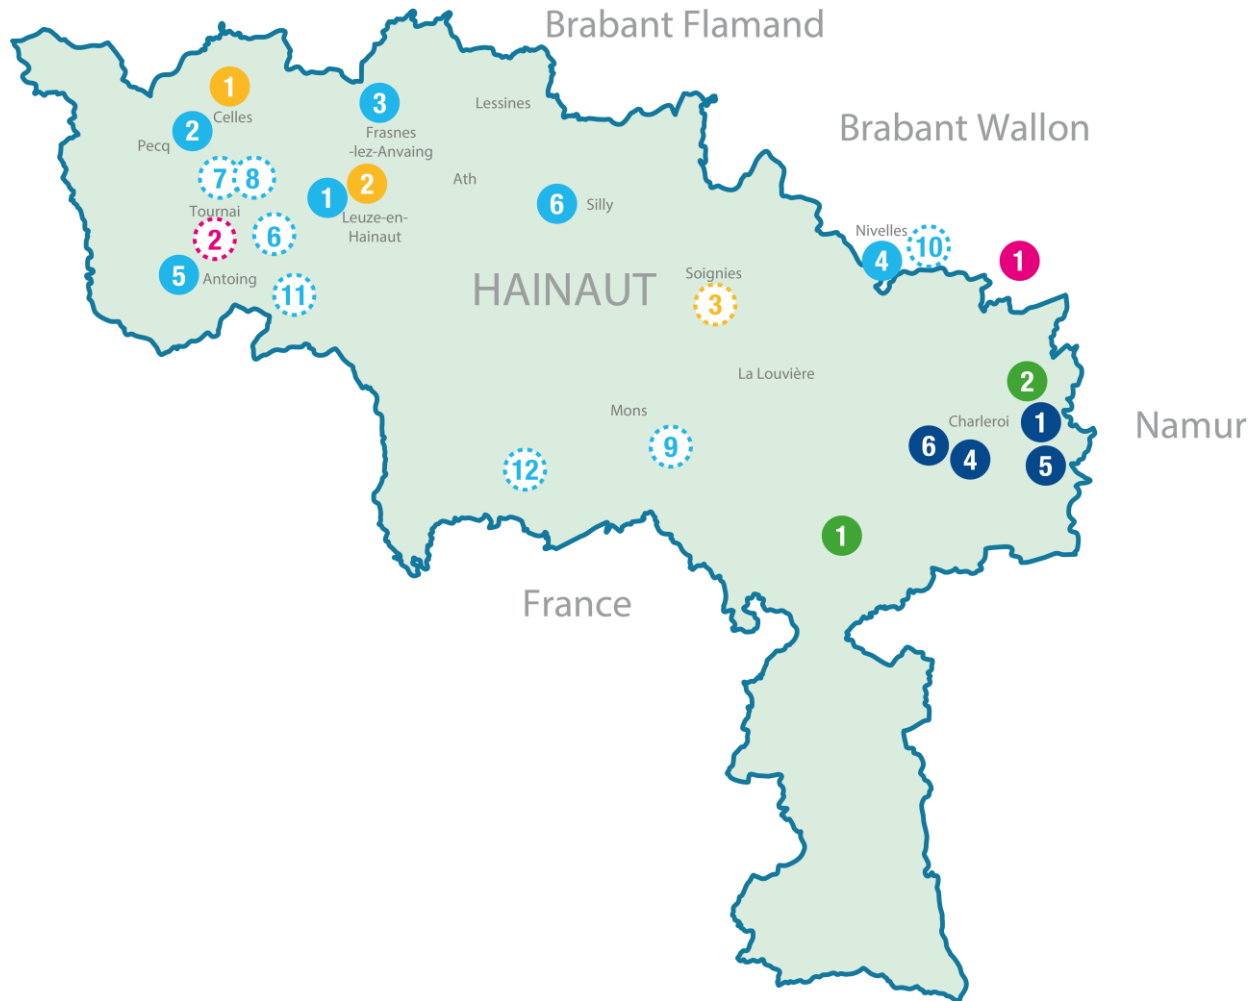 Brabant Flamand
1
3
Lessines
Celles
2
Frasnes
-lez-Anvaing
Brabant Wallon
Pecq
7
8
2
Ath
1
6
Silly
Tournai
Leuze-en-
Hainaut
2
6
Nivelles
4
10
1
5
Antoing
11
HAINAUT
Soignies
3
La Louvière
2
Mons
Charleroi
1
Namur
9
6
4
5
12
1
France